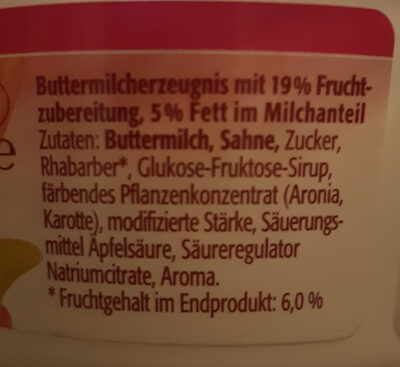 Buttermilcherzeugnis mit 19% Frucht-
zubereitung, 5% Fett im Milchanteil
Zutaten: Buttermilch, Sahne, Zucker,
Rhabarber*, Glukose-Fruktose-Sirup,
färbendes Pflanzenkonzentrat (Aronia,
Karotte), modifizierte Stärke, Säuerungs-
mittel Äpfelsäure, Säureregulator
Natriumcitrate, Aroma.
* Fruchtgehalt im Endprodukt: 6,0 %